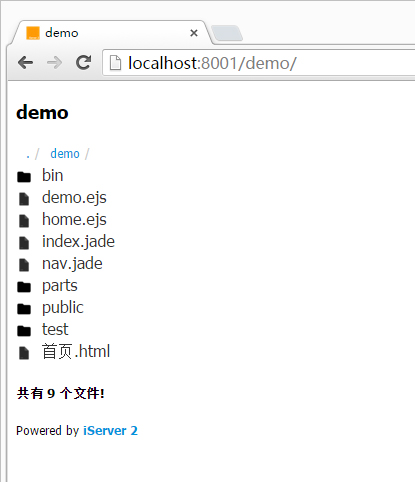 demo
localhost:8001/demo/
demo
. / demo /
bin
demo.ejs
home.ejs
index.jade
nav.jade
parts
public
test
首页.html
共有 9 个文件!
Powered by iServer 2